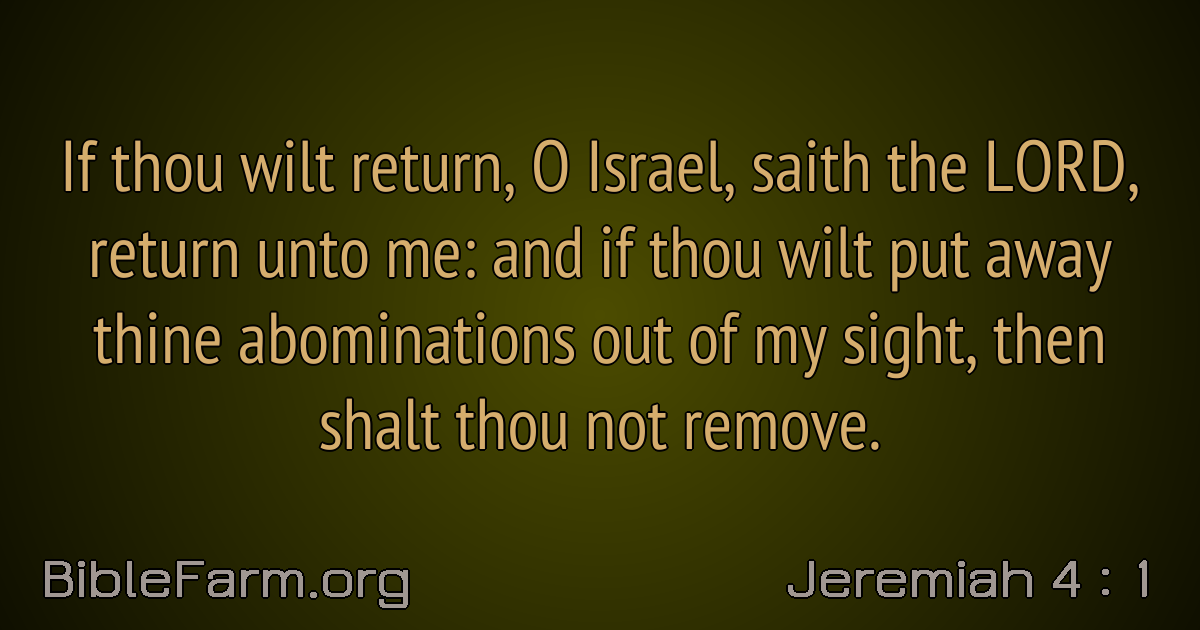 If thou wilt return, O Israel, saith the LORD,
return unto me: and if thou wilt put away
thine abominations out of my sight, then
shalt thou not remove.
BibleFarm.org
Jeremiah 4 : 1